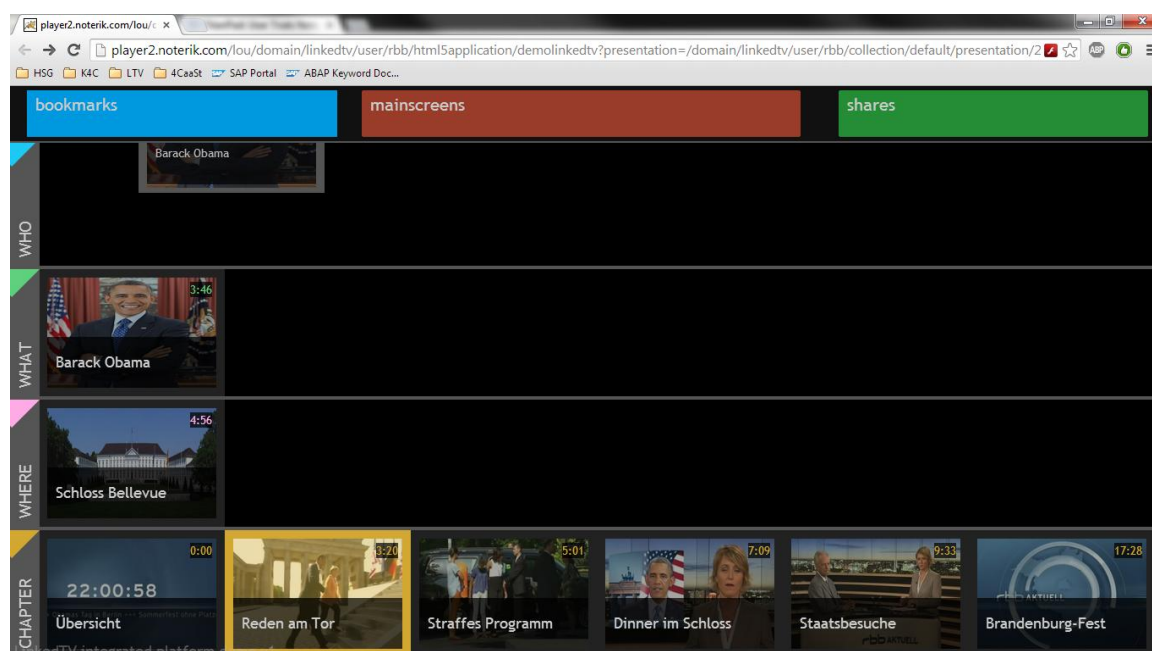 player2.noterik.com/lou/c
player2.noterik.com/lou/domain/linkedtv/user/rbb/html5application/demolinkedtv?presentation=/domain/linkedtv/user/rbb/collection/default/presentation/2
ABP
HSG K4C LTV 4CaaSt SAP Portal ABAP Keyword Doc...
bookmarks mainscreens shares
WHO
Barack Obama
WHAT
3:46
Barack Obama
WHERE
4:56
Schloss Bellevue
CHAPTER
0:00 3:20 5:01 7:09 9:33 17:28
22:00:58
Übersicht Reden am Tor Straffes Programm Dinner im Schloss Staatsbesuche Brandenburg-Fest
rbb AKTUELL